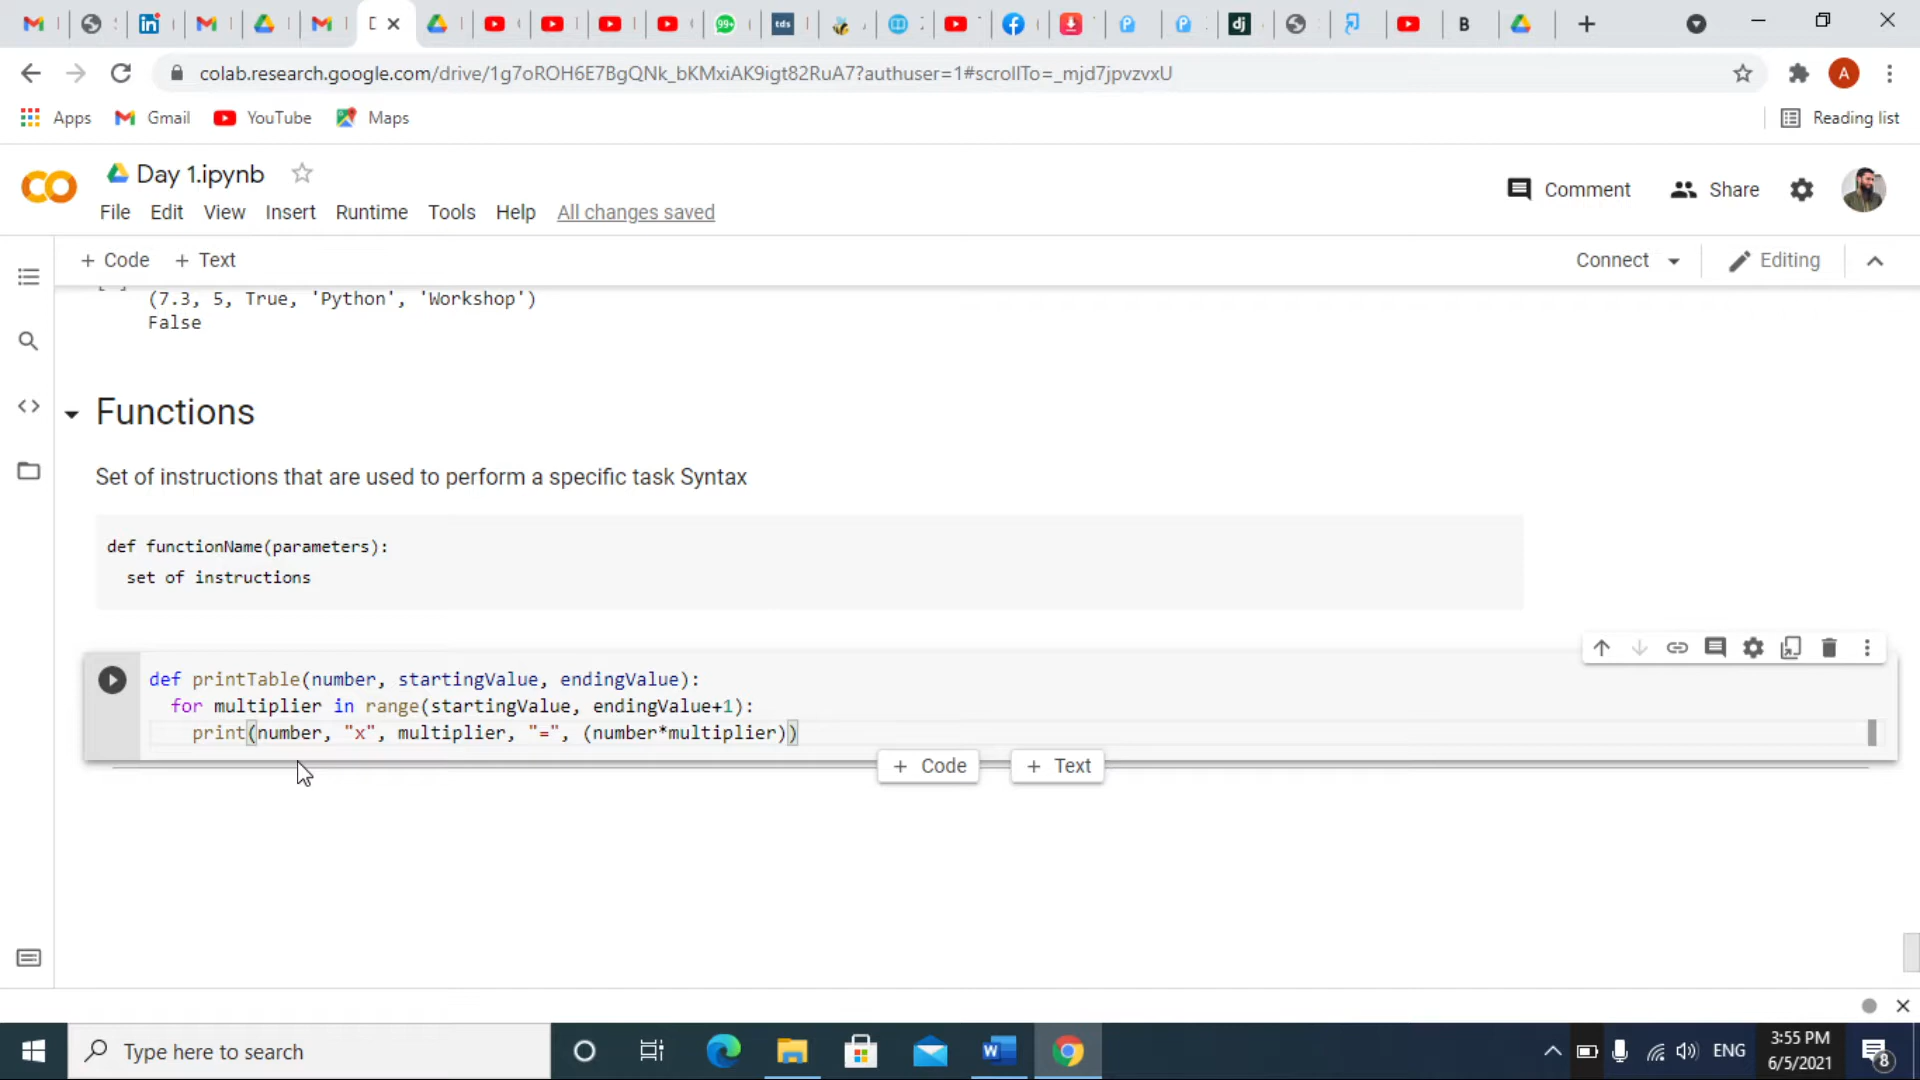 99+
tds
dj
B
colab.research.google.com/drive/1g7oROH6E7BgQNk_bKMxiAK9igt82RuA7?authuser=1#scrollTo=_mjd7jpvzvxU
A
Apps
Gmail
YouTube
Maps
Reading list
Day 1.ipynb
File Edit View Insert Runtime Tools Help All changes saved
Comment
Share
+ Code
+ Text
Connect
Editing
(7.3, 5, True, 'Python', 'Workshop')
False
Functions
Set of instructions that are used to perform a specific task Syntax
def functionName(parameters):
set of instructions
def printTable(number, startingValue, endingValue):
for multiplier in range(startingValue, endingValue+1):
print(number, "x", multiplier, "=", (number*multiplier))
+ Code
+ Text
Type here to search
ENG
3:55 PM
6/5/2021
8